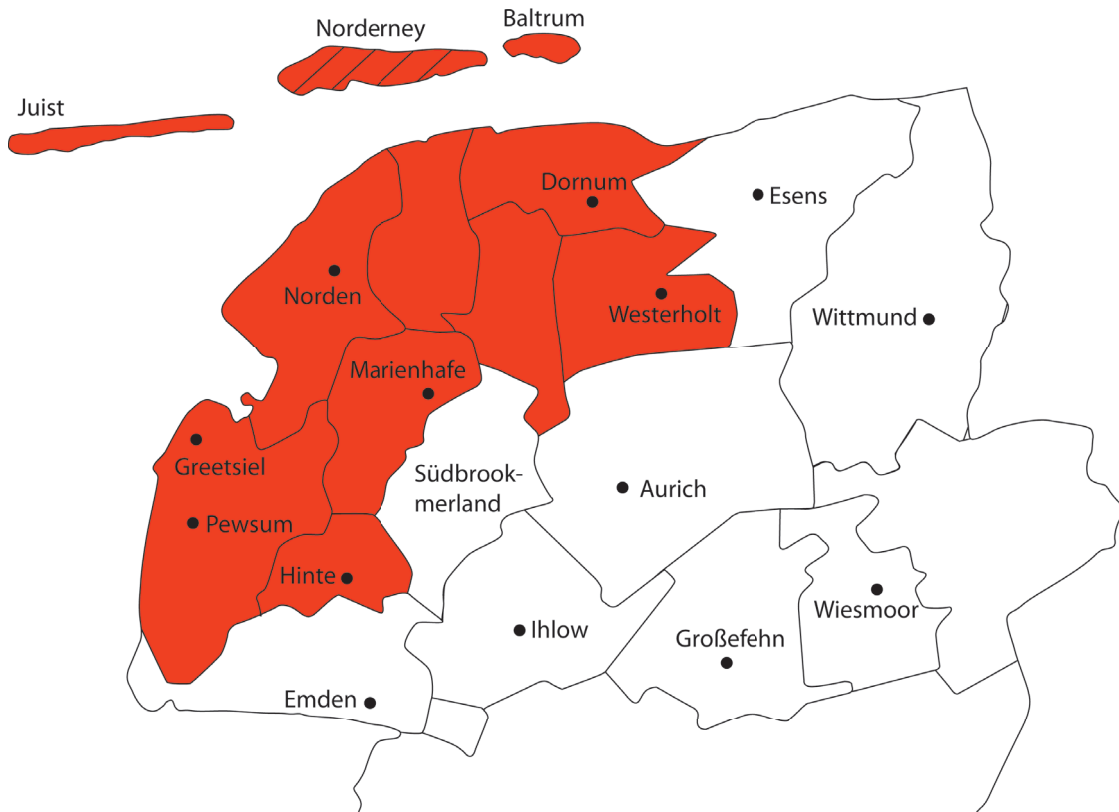 Baltrum
Norderney
Juist
Dornum
Esens
Norden
Westerholt
Wittmund
Marienhafe
Greetsiel
Südbrook-
merland
Aurich
Pewsum
Hinte
Wiesmoor
Ihlow
Großefehn
Emden